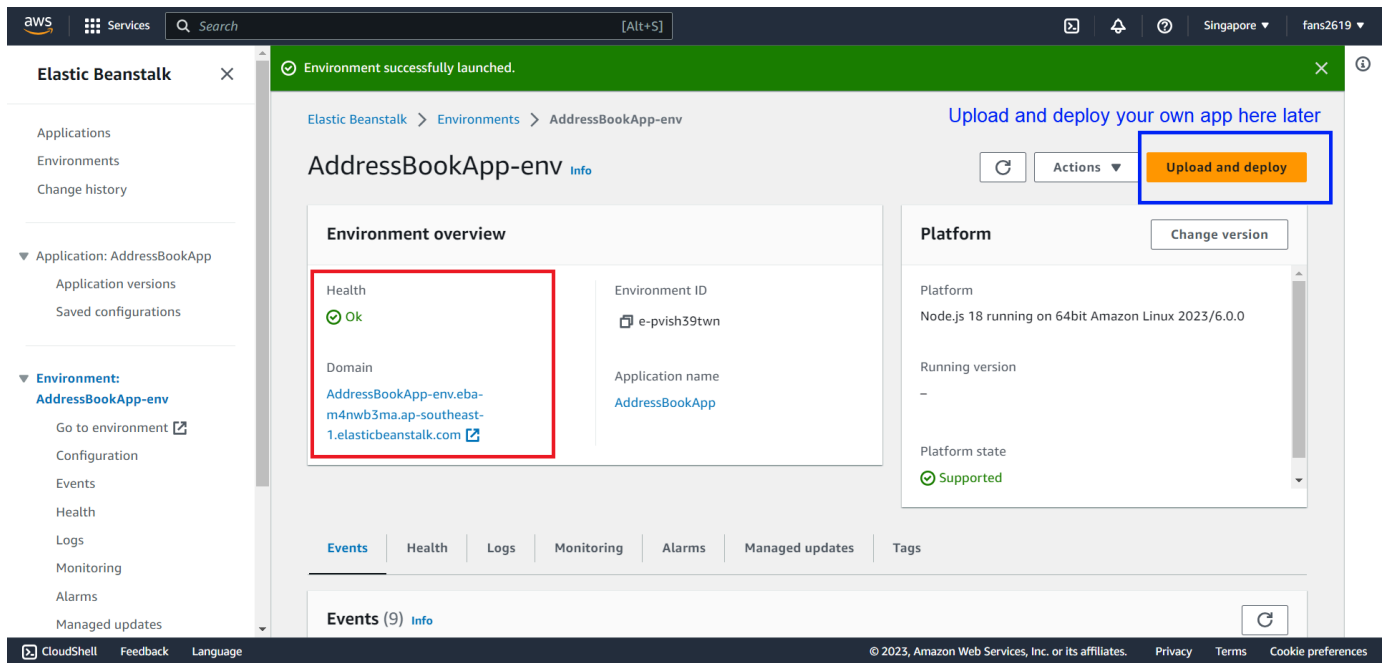 aws
Services
Search
[Alt+S]
Singapore
fans2619
Elastic Beanstalk
Applications
Environments
Change history
Application: AddressBookApp
Application versions
Saved configurations
Environment:
AddressBookApp-env
Go to environment
Configuration
Events
Health
Logs
Monitoring
Alarms
Managed updates
Environment successfully launched.
Elastic Beanstalk
Environments
AddressBookApp-env
Upload and deploy your own app here later
AddressBookApp-env Info
Actions
Upload and deploy
Environment overview
Health
Ok
Domain
AddressBookApp-env.eba-
m4nwb3ma.ap-southeast-
1.elasticbeanstalk.com
Environment ID
e-pvish39twn
Application name
AddressBookApp
Platform
Change version
Platform
Node.js 18 running on 64bit Amazon Linux 2023/6.0.0
Running version
–
Platform state
Supported
Events
Health
Logs
Monitoring
Alarms
Managed updates
Tags
Events (9) Info
CloudShell
Feedback
Language
© 2023, Amazon Web Services, Inc. or its affiliates.
Privacy
Terms
Cookie preferences